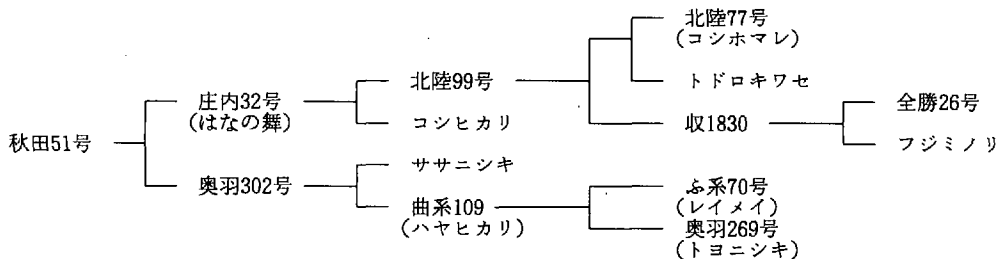 北陸77号
(コシホマレ)
北陸99号
トドロキワセ
庄内32号
(はなの舞)
全勝26号
コシヒカリ
収1830
秋田51号
フジミノリ
ササニシキ
奥羽302号
ふ系70号
(レイメイ)
曲系109
(ハヤヒカリ)
奥羽269号
(トヨニシキ)